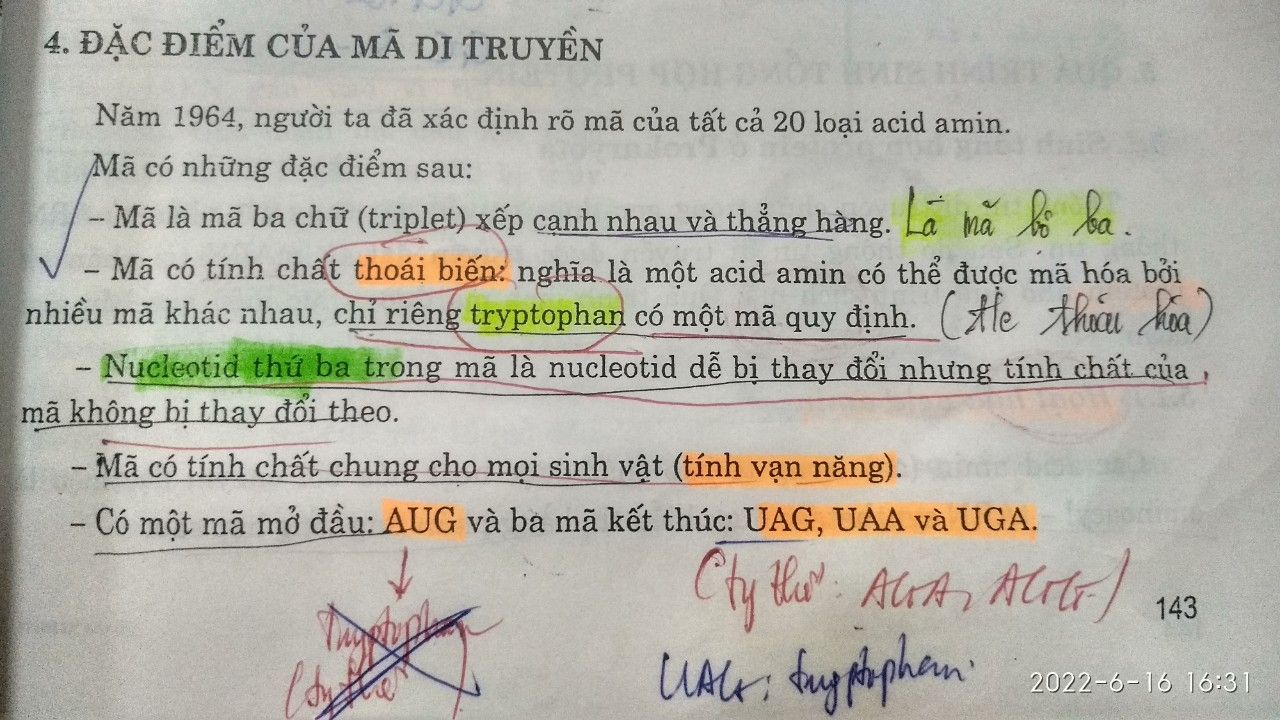 4. ĐẶC ĐIỂM CỦA MÃ DI TRUYỀN
Năm 1964, người ta đã xác định rõ mã của tất cả 20 loại acid amin.
Mã có những đặc điểm sau:
– Mã là mã ba chữ (triplet) xếp cạnh nhau và thẳng hàng. Là mã bộ ba.
– Mã có tính chất thoái biến: nghĩa là một acid amin có thể được mã hóa bởi
nhiều mã khác nhau, chỉ riêng tryptophan có một mã quy định. (thoái hóa)
– Nucleotid thứ ba trong mã là nucleotid dễ bị thay đổi nhưng tính chất của
mã không bị thay đổi theo.
– Mã có tính chất chung cho mọi sinh vật (tính vạn năng).
– Có một mã mở đầu: AUG và ba mã kết thúc: UAG, UAA và UGA.
143
tryptophan
UAG: tryptophan.
2022-6-16 16:31